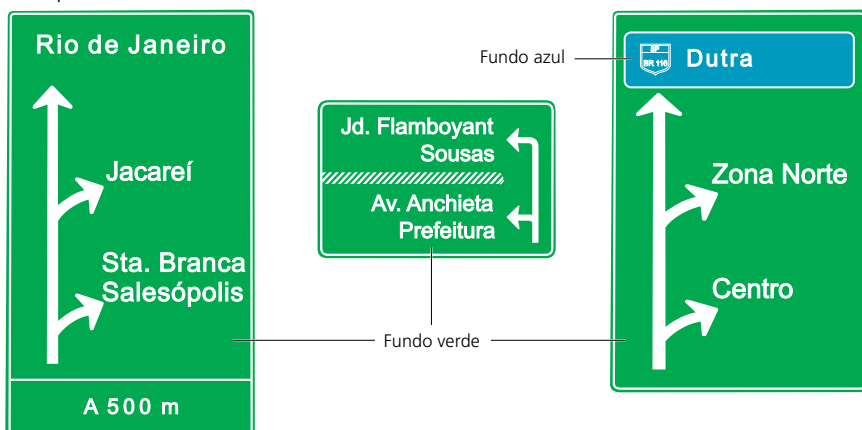 Rio de Janeiro
Jacareí
Sta. Branca
Salesópolis
A 500 m
Jd. Flamboyant
Sousas
Av. Anchieta
Prefeitura
Fundo verde
Fundo azul
SP
BR 116
Dutra
Zona Norte
Centro